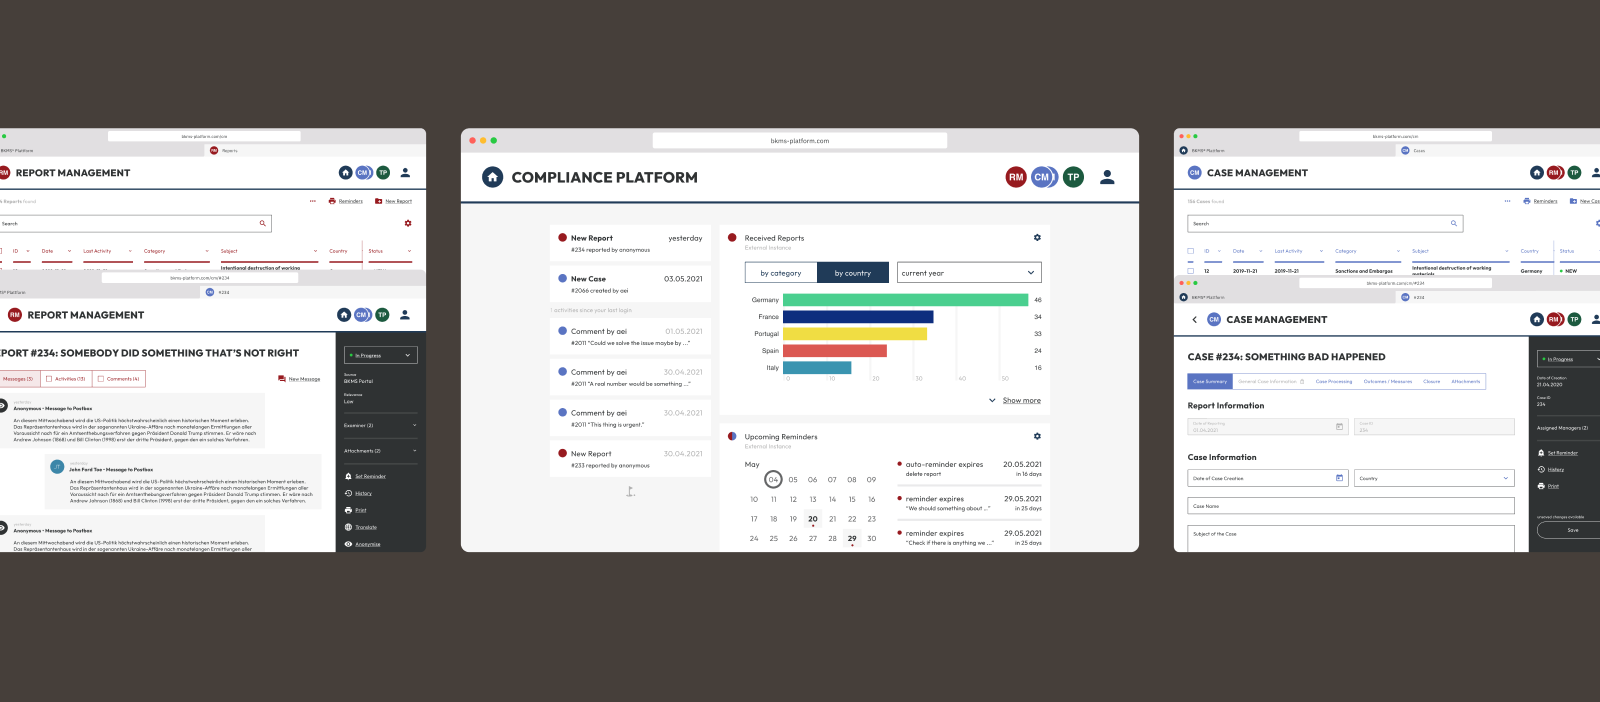 bkms-platform.com/rm
BKMS® Platform
Reports
RM
REPORT MANAGEMENT
CM
TP
Reports found
Reminders
New Report
Search
ID
Date
Last Activity
Category
Subject
Country
Status
Intentional destruction of working
bkms-platform.com/rm/#234
Platform
#234
RM
REPORT MANAGEMENT
CM
TP
PORT #234: SOMEBODY DID SOMETHING THAT'S NOT RIGHT
Messages (3)
Activities (13)
Comments (4)
New Message
yesterday
Anonymous • Message to Postbox
An diesem Mittwochabend wird die US-Politik höchstwahrscheinlich einen historischen Moment erleben.
Das Repräsentantenhaus wird in der sogenannten Ukraine-Affäre nach monatelangen Ermittlungen aller
Voraussicht nach für ein Amtsenthebungsverfahren gegen Präsident Donald Trump stimmen. Er wäre nach
Andrew Johnson (1868) und Bill Clinton (1998) erst der dritte Präsident, gegen den ein solches Verfahren.
yesterday
John Ford Toe • Message to Postbox
An diesem Mittwochabend wird die US-Politik höchstwahrscheinlich einen historischen Moment erleben.
Das Repräsentantenhaus wird in der sogenannten Ukraine-Affäre nach monatelangen Ermittlungen aller
Voraussicht nach für ein Amtsenthebungsverfahren gegen Präsident Donald Trump stimmen. Er wäre nach
Andrew Johnson (1868) und Bill Clinton (1998) erst der dritte Präsident, gegen den ein solches Verfahren.
yesterday
Anonymous • Message to Postbox
An diesem Mittwochabend wird die US-Politik höchstwahrscheinlich einen historischen Moment erleben.
Das Repräsentantenhaus wird in der sogenannten Ukraine-Affäre nach monatelangen Ermittlungen aller
In Progress
Source
BKMS Portal
Relevance
Low
Examiner (2)
Attachments (2)
Set Reminder
History
Print
Translate
Anonymise
bkms-platform.com
COMPLIANCE PLATFORM
RM
CM
TP
New Report yesterday
#234 reported by anonymous
New Case 03.05.2021
#2066 created by aei
1 activities since your last login
Comment by aei 01.05.2021
#2011 "Could we solve the issue maybe by ..."
Comment by aei 30.04.2021
#2011 "A real number would be something ..."
Comment by aei 30.04.2021
#2011 "This thing is urgent."
New Report 30.04.2021
#233 reported by anonymous
Received Reports
External Instance
by category
by country
current year
Germany 46
France 34
Portugal 33
Spain 24
Italy 16
0 10 20 30 40 50
Show more
Upcoming Reminders
External Instance
May
04 05 06 07 08 09
10 11 12 13 14 15 16
17 18 19 20 21 22 23
24 25 26 27 28 29 30
auto-reminder expires 20.05.2021
delete report in 16 days
reminder expires 29.05.2021
"We should something about ..." in 25 days
reminder expires 29.05.2021
"Check if there is anything we ..." in 25 days
BKMS® Platform
Cases
CM
CASE MANAGEMENT
RM
TP
156 Cases found
Reminders
New Cas
Search
ID
Date
Last Activity
Category
Subject
Country
Status
12
2019-11-21
2019-11-21
Sanctions and Embargos
Intentional destruction of working
materials
Germany
NEW
BKMS® Platform
#234
CM
CASE MANAGEMENT
RM
TP
CASE #234: SOMETHING BAD HAPPENED
Case Summary
General Case Information
Case Processing
Outcomes / Measures
Closure
Attachments
Report Information
Date of Reporting
01.04.2021
Case ID
234
Case Information
Date of Case Creation
Country
Case Name
Subject of the Case
In Progress
Date of Creation
21.04.2020
Case ID
234
Assigned Managers (2)
Set Reminder
History
Print
unsaved changes available
Save